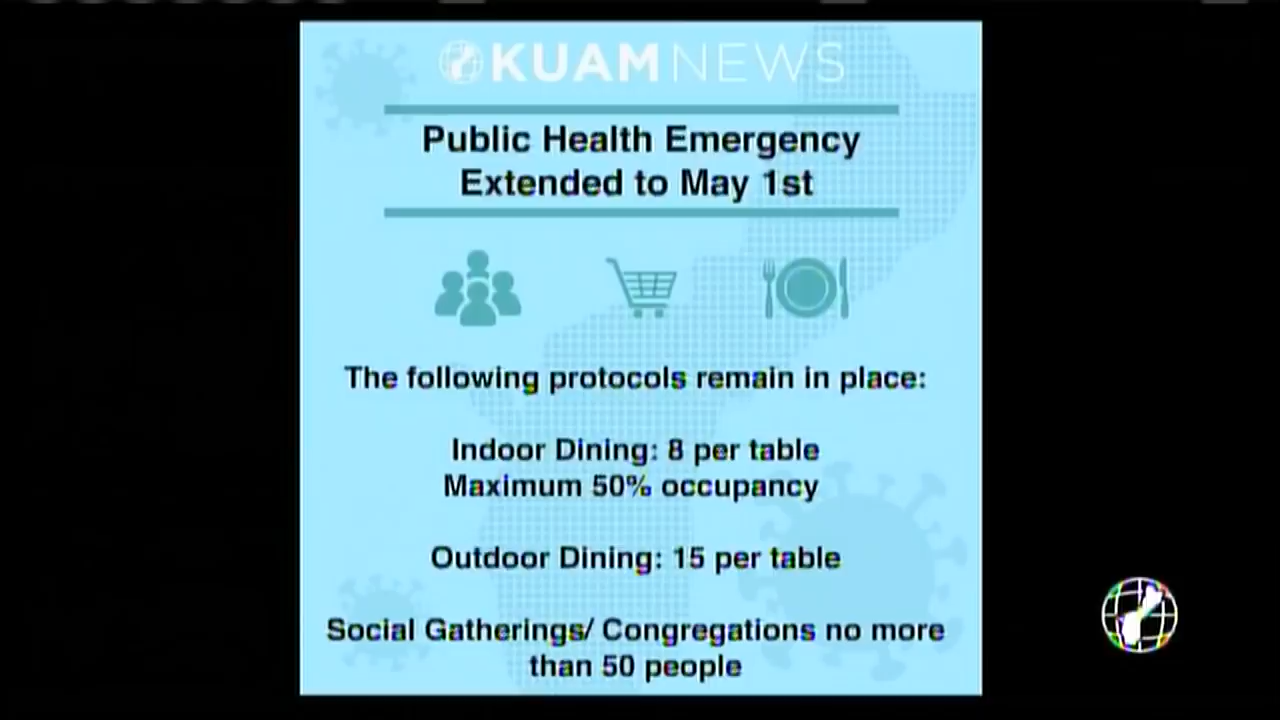 KUAMNEWS
Public Health Emergency
Extended to May 1st
The following protocols remain in place:
Indoor Dining: 8 per table
Maximum 50% occupancy
Outdoor Dining: 15 per table
Social Gatherings/ Congregations no more
than 50 people